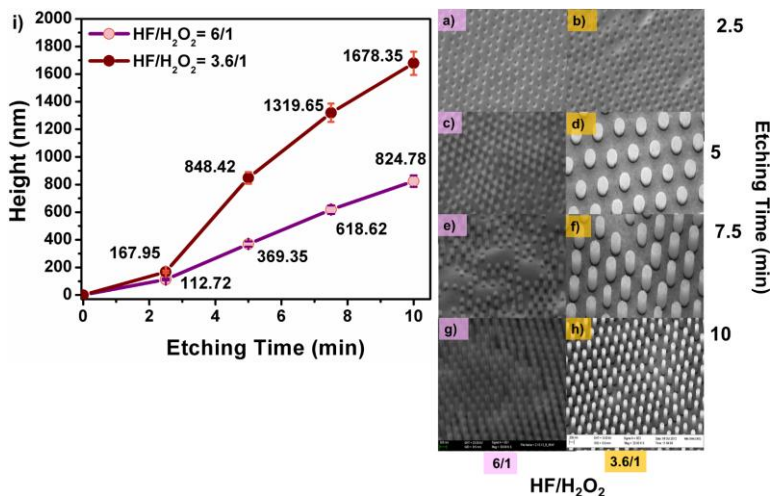 i)
HF/H₂O₂= 6/1
HF/H₂O₂= 3.6/1
2000
1800
1600
1400
1200
1000
800
600
400
200
0
Height (nm)
1678.35
1319.65
848.42
824.78
167.95
618.62
369.35
112.72
0 2 4 6 8 10
Etching Time (min)
a) b) 2.5
c) d) 5
e) f) 7.5
g) h) 10
Etching Time (min)
6/1 3.6/1
HF/H₂O₂